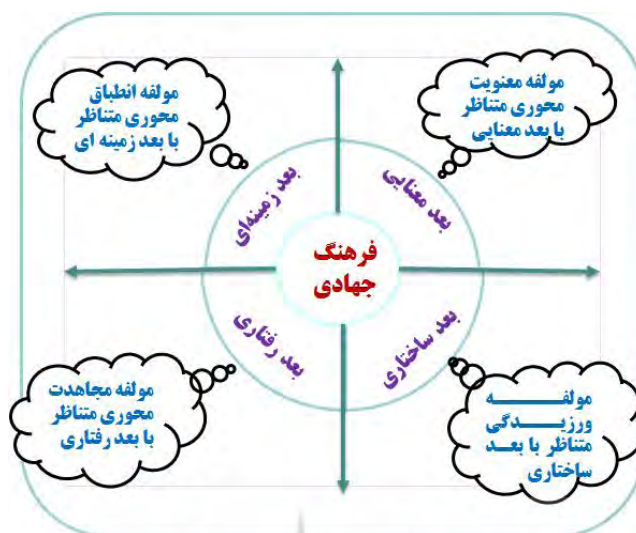 مولفه معنویت
محوری متناظر
با بعد معنایی
مولفه انطباق
محوری متناظر
با بعد زمینه ای
بعد معنایی
بعد زمینه‌ای
فرهنگ
جهادی
بعد ساختاری
بعد رفتاری
مولفه
ورزیدگی
متناظر با بعد
ساختاری
مولفه مجاهدت
محوری متناظر
با بعد رفتاری